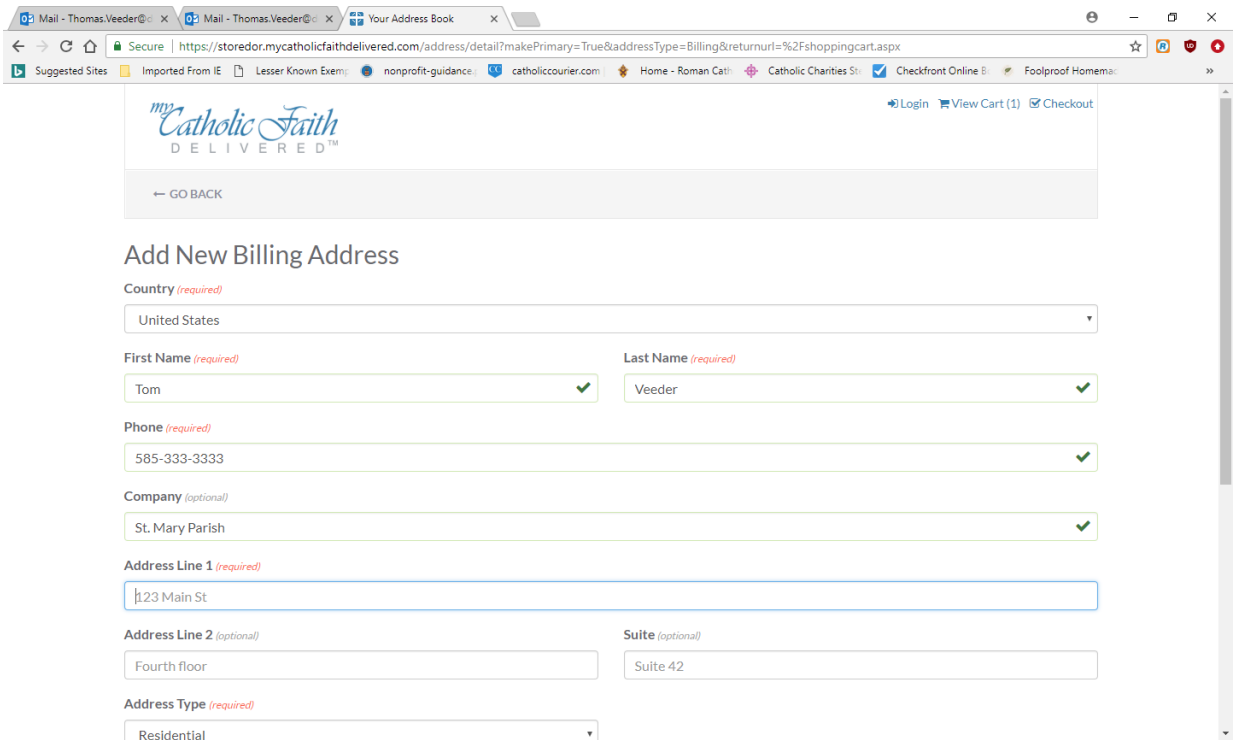 Mail - Thomas.Veeder@d Mail - Thomas.Veeder@d Your Address Book
Secure | https://storedor.mycatholicfaithdelivered.com/address/detail?makePrimary=True&addressType=Billing&returnurl=%2Fshoppingcart.aspx
Suggested Sites Imported From IE Lesser Known Exemp nonprofit-guidance. catholiccourier.com | Home - Roman Cath Catholic Charities Ste Checkfront Online B Foolproof Homemad »
my Catholic Faith
DELIVERED™
Login View Cart (1) Checkout
← GO BACK
Add New Billing Address
Country (required)
United States
First Name (required) Last Name (required)
Tom Veeder
Phone (required)
585-333-3333
Company (optional)
St. Mary Parish
Address Line 1 (required)
123 Main St
Address Line 2 (optional) Suite (optional)
Fourth floor Suite 42
Address Type (required)
Residential